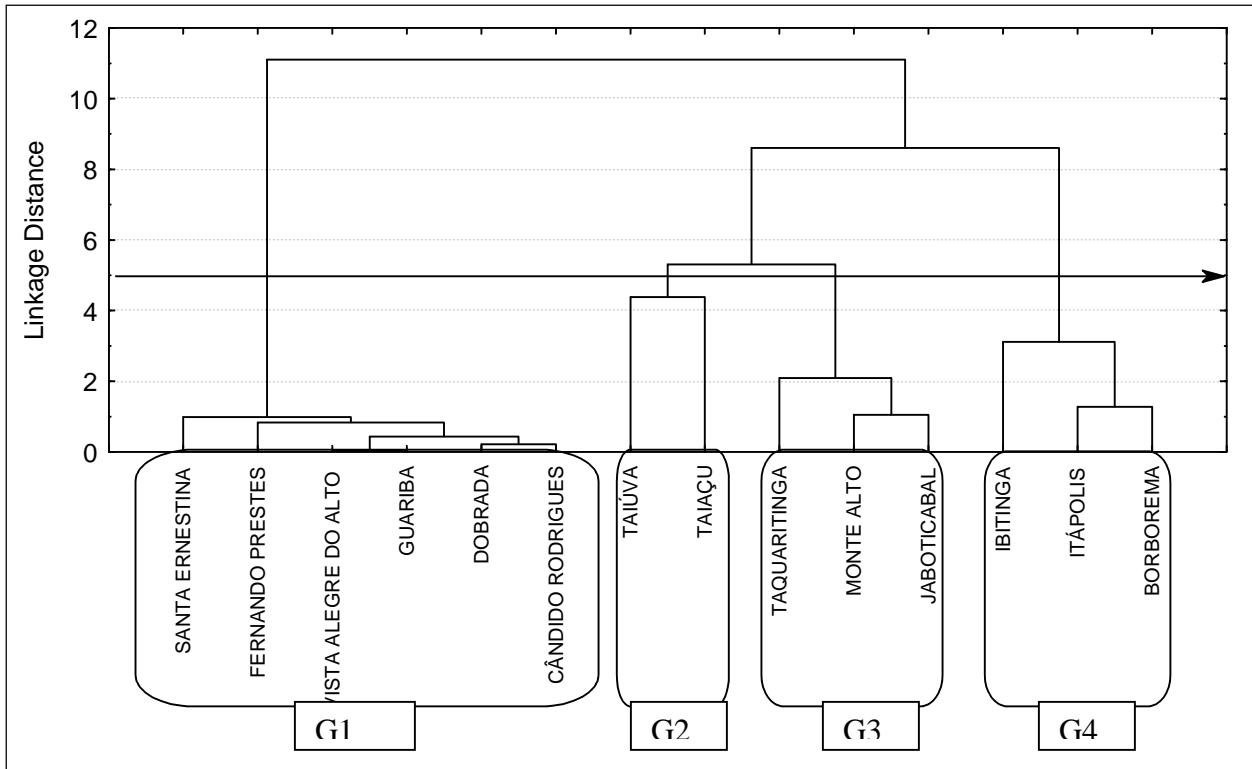 12
10
8
6
4
2
0
Linkage Distance
SANTA ERNESTINA
FERNANDO PRESTES
VISTA ALEGRE DO ALTO
GUARIBA
DOBRADA
CÂNDIDO RODRIGUES
TAIÚVA
TAIAÇU
TAQUARITINGA
MONTE ALTO
JABOTICABAL
IBITINGA
ITÁPOLIS
BORBOREMA
G1
G2
G3
G4